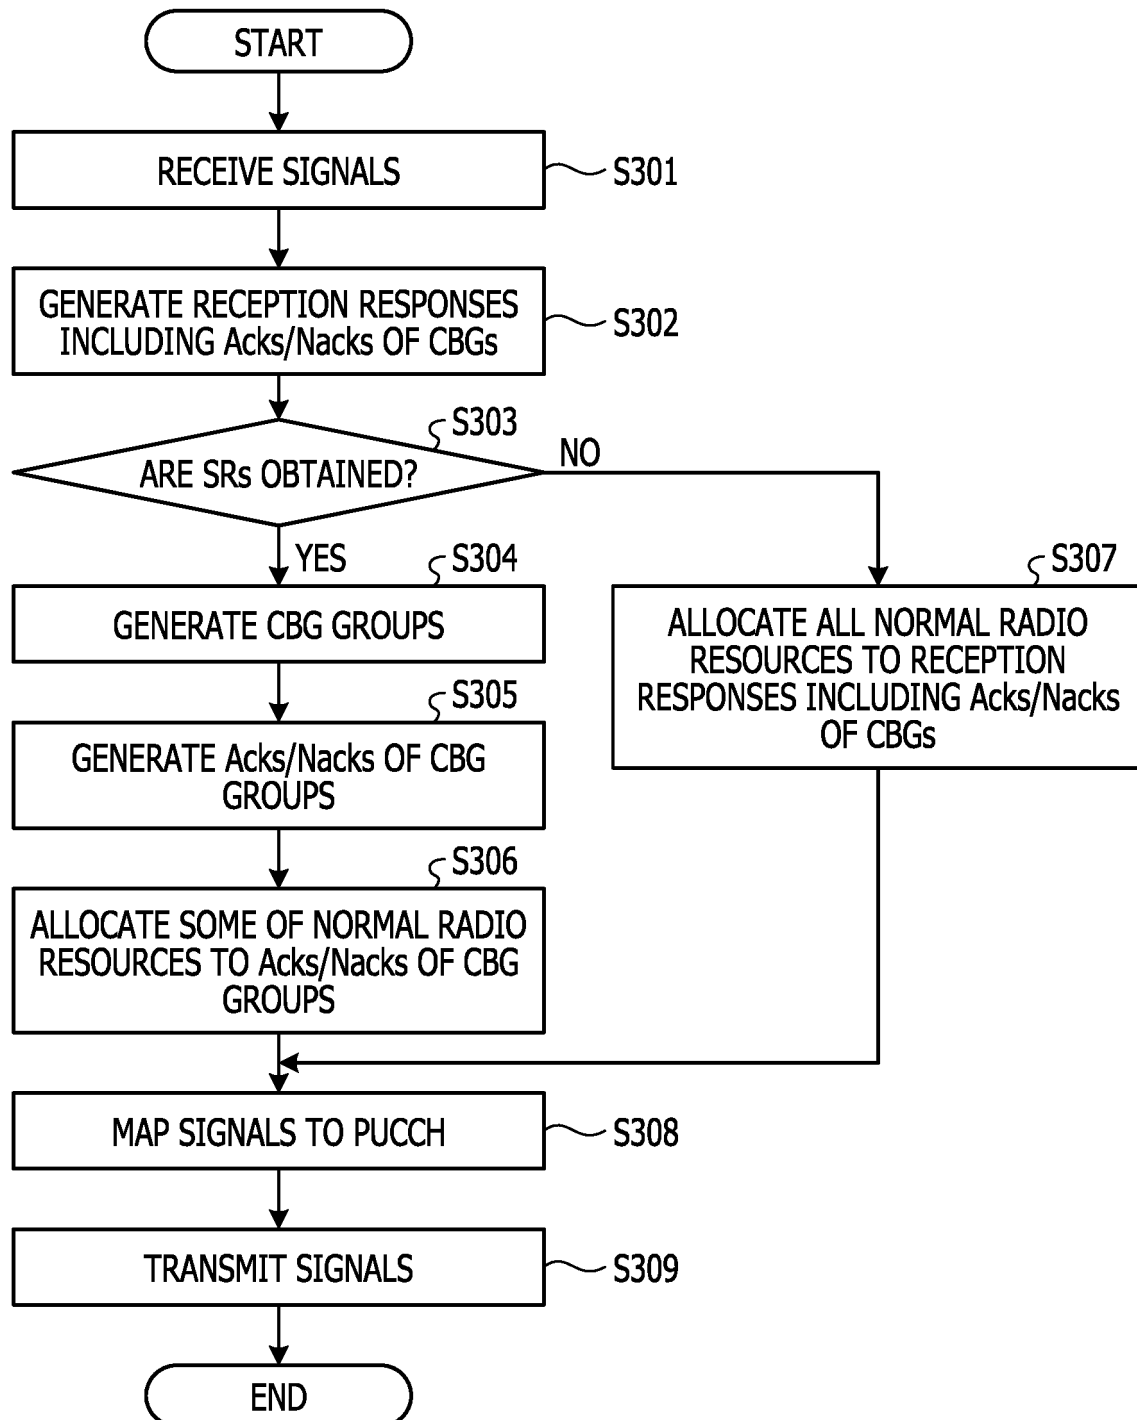 START
RECEIVE SIGNALS
S301
GENERATE RECEPTION RESPONSES
INCLUDING Acks/Nacks OF CBGs
S302
S303
ARE SRs OBTAINED?
NO
YES
S304
GENERATE CBG GROUPS
S305
GENERATE Acks/Nacks OF CBG
GROUPS
S306
ALLOCATE SOME OF NORMAL RADIO
RESOURCES TO Acks/Nacks OF CBG
GROUPS
S307
ALLOCATE ALL NORMAL RADIO
RESOURCES TO RECEPTION
RESPONSES INCLUDING Acks/Nacks
OF CBGs
MAP SIGNALS TO PUCCH
S308
TRANSMIT SIGNALS
S309
END